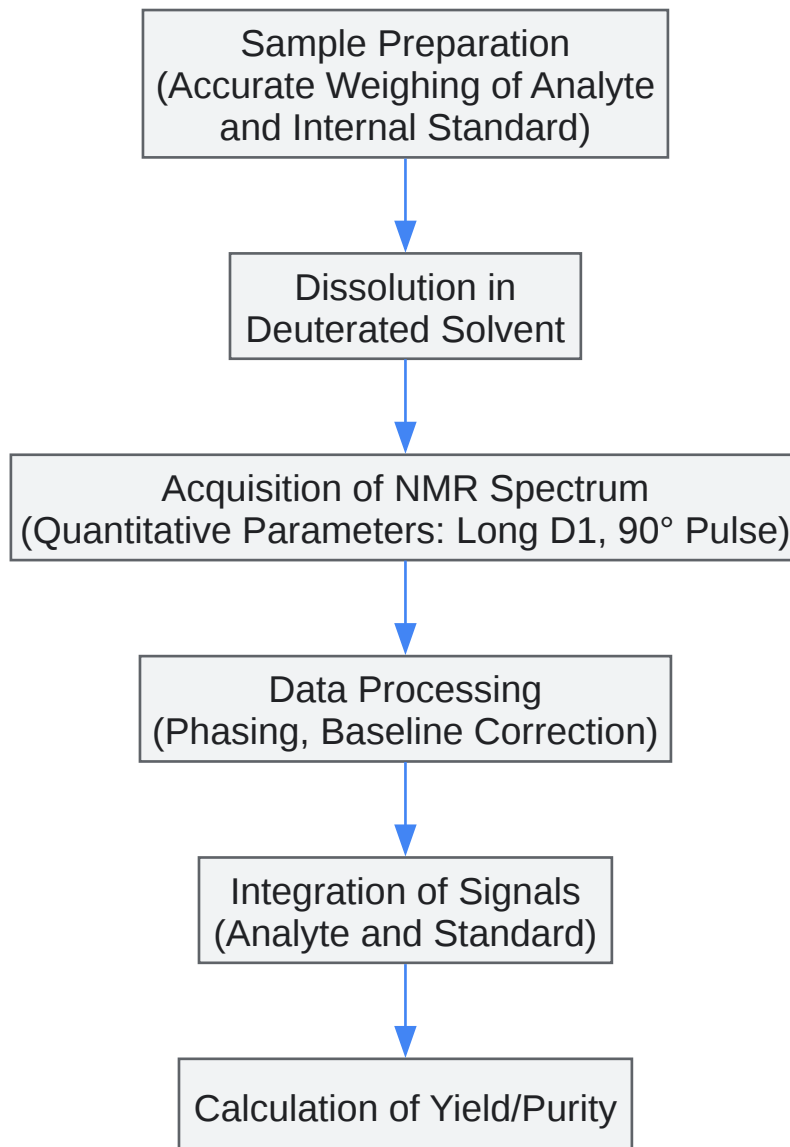 Sample Preparation
(Accurate Weighing of Analyte
and Internal Standard)
Dissolution in
Deuterated Solvent
Acquisition of NMR Spectrum
(Quantitative Parameters: Long D1, 90° Pulse)
Data Processing
(Phasing, Baseline Correction)
Integration of Signals
(Analyte and Standard)
Calculation of Yield/Purity